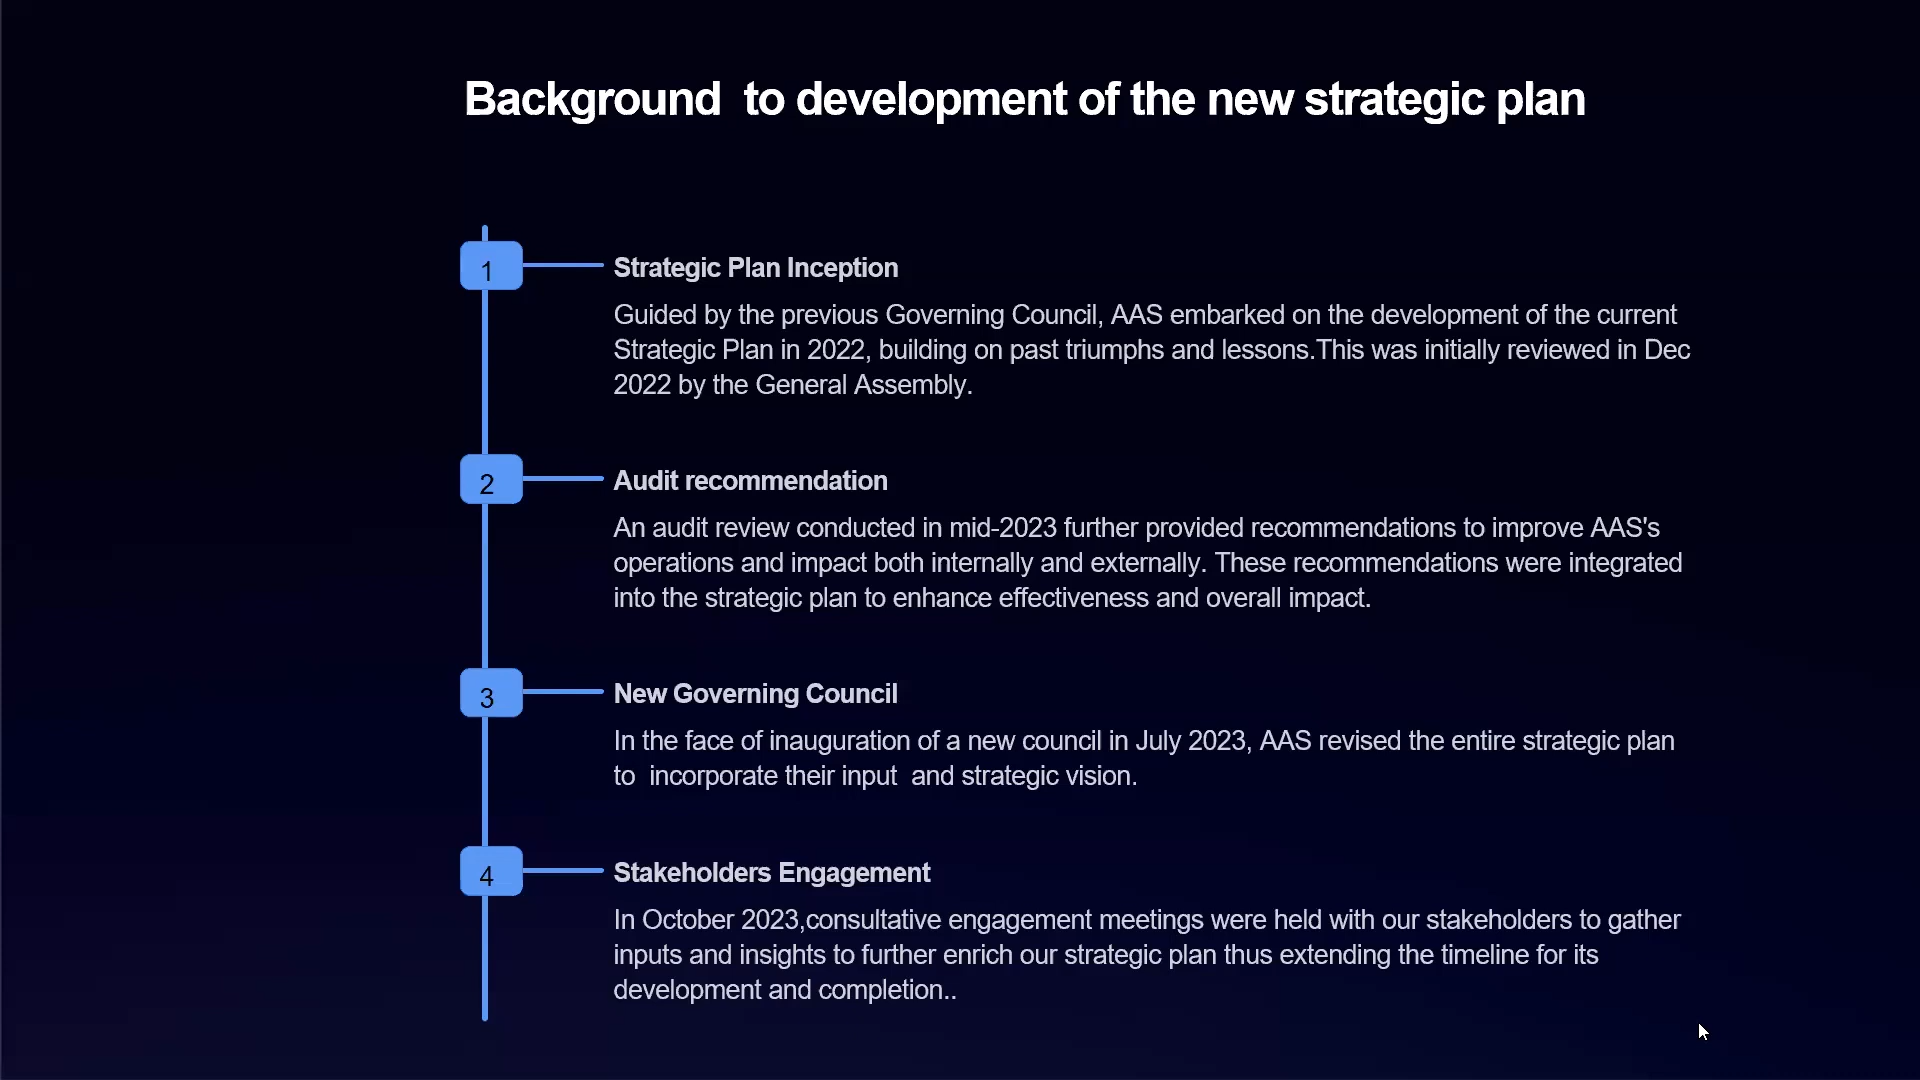 Background  to development of the new strategic plan
1
Strategic Plan Inception
Guided by the previous Governing Council, AAS embarked on the development of the current
Strategic Plan in 2022, building on past triumphs and lessons.This was initially reviewed in Dec
2022 by the General Assembly.
2
Audit recommendation
An audit review conducted in mid-2023 further provided recommendations to improve AAS's
operations and impact both internally and externally. These recommendations were integrated
into the strategic plan to enhance effectiveness and overall impact.
3
New Governing Council
In the face of inauguration of a new council in July 2023, AAS revised the entire strategic plan
to  incorporate their input  and strategic vision.
4
Stakeholders Engagement
In October 2023,consultative engagement meetings were held with our stakeholders to gather
inputs and insights to further enrich our strategic plan thus extending the timeline for its
development and completion..